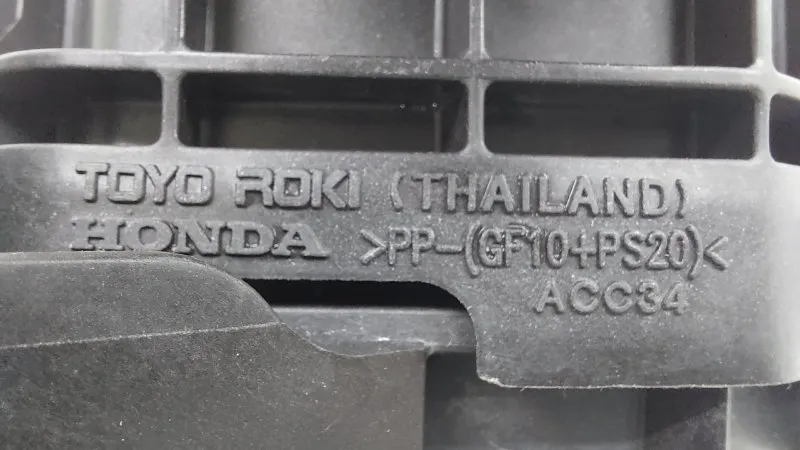 TOYO ROKI (THAILAND)
HONDA >PP-(GF10+PS20)<
ACC34